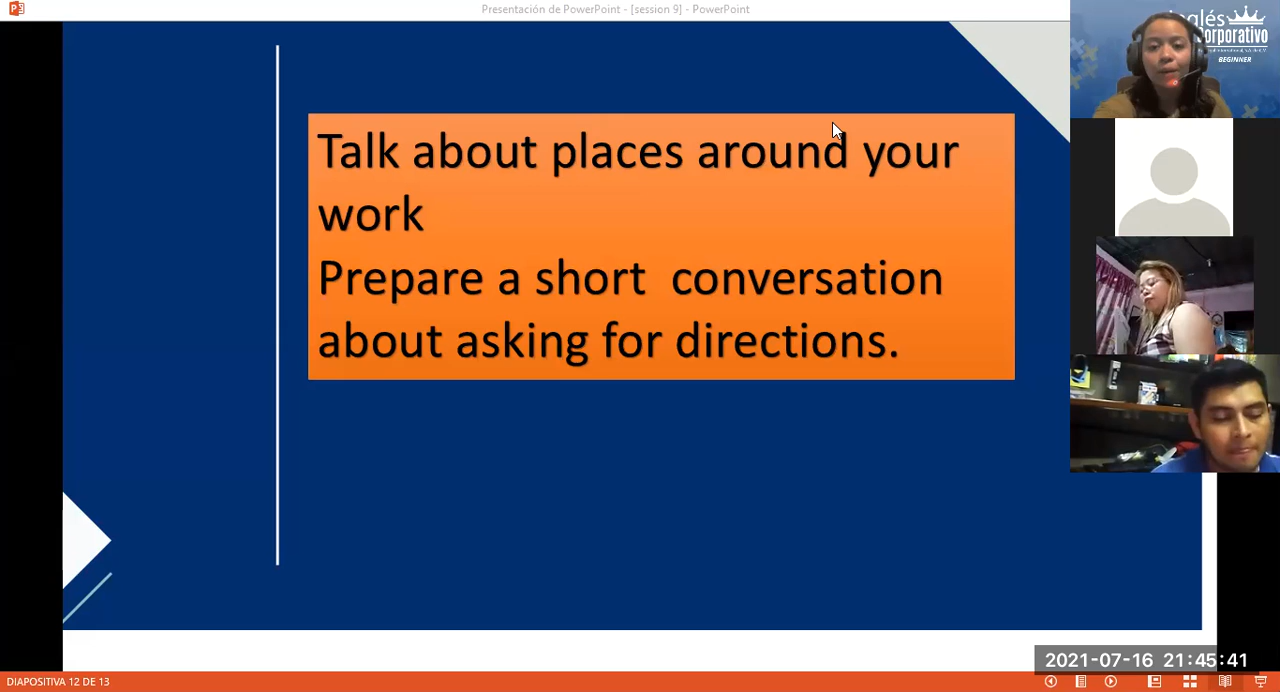 Presentación de PowerPoint - [session 9] - PowerPoint
inglés
corporativo
BEGINNER
Talk about places around your
work
Prepare a short conversation
about asking for directions.
2021-07-16 21:45:41
DIAPOSITIVA 12 DE 13